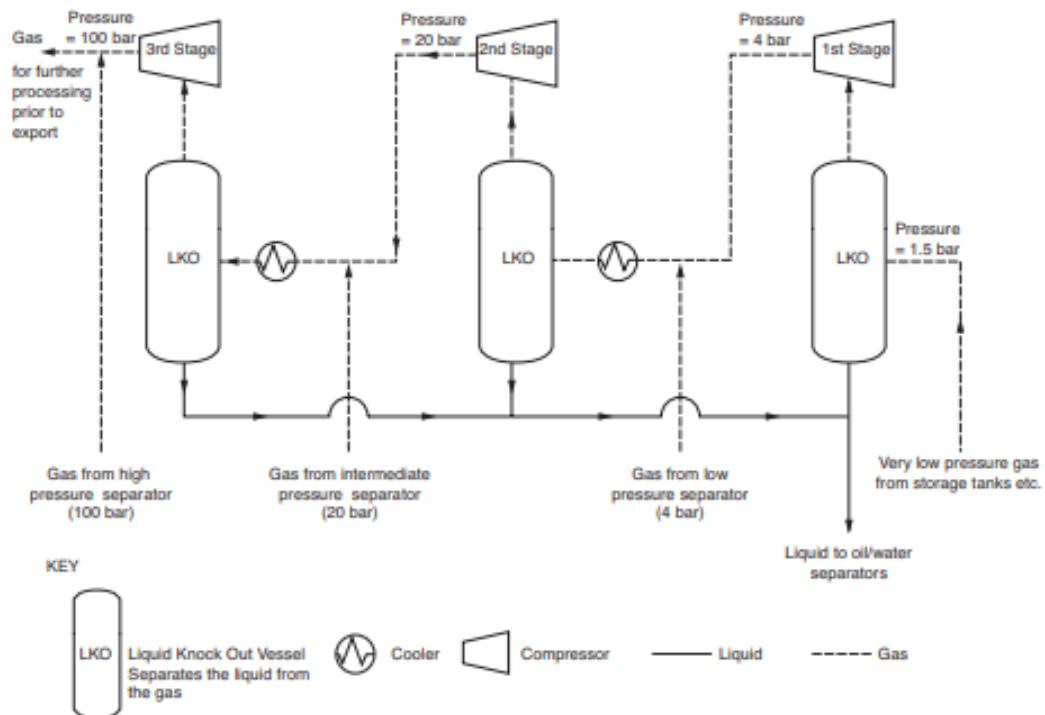 Gas
Pressure
= 100 bar
3rd Stage
for further
processing
prior to
export
Pressure
= 20 bar
2nd Stage
Pressure
= 4 bar
1st Stage
LKO
LKO
LKO
Pressure
= 1.5 bar
Gas from high
pressure separator
(100 bar)
Gas from intermediate
pressure separator
(20 bar)
Gas from low
pressure separator
(4 bar)
Very low pressure gas
from storage tanks etc.
Liquid to oil/water
separators
KEY
LKO
Liquid Knock Out Vessel
Separates the liquid from
the gas
Cooler
Compressor
Liquid
Gas